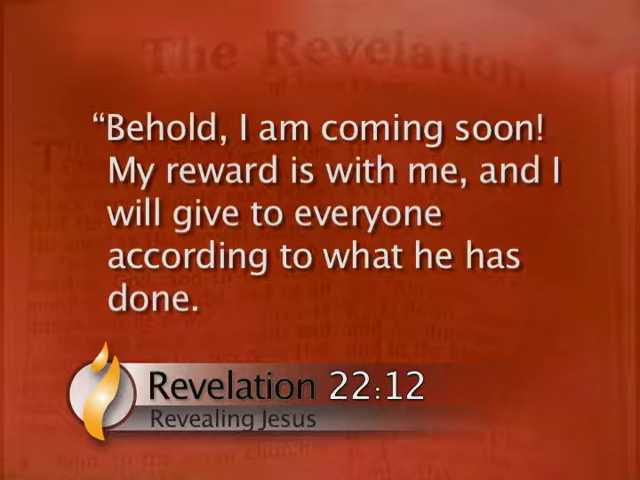 The Revelation
“Behold, I am coming soon!
My reward is with me, and I
will give to everyone
according to what he has
done.
Revelation 22:12
Revealing Jesus